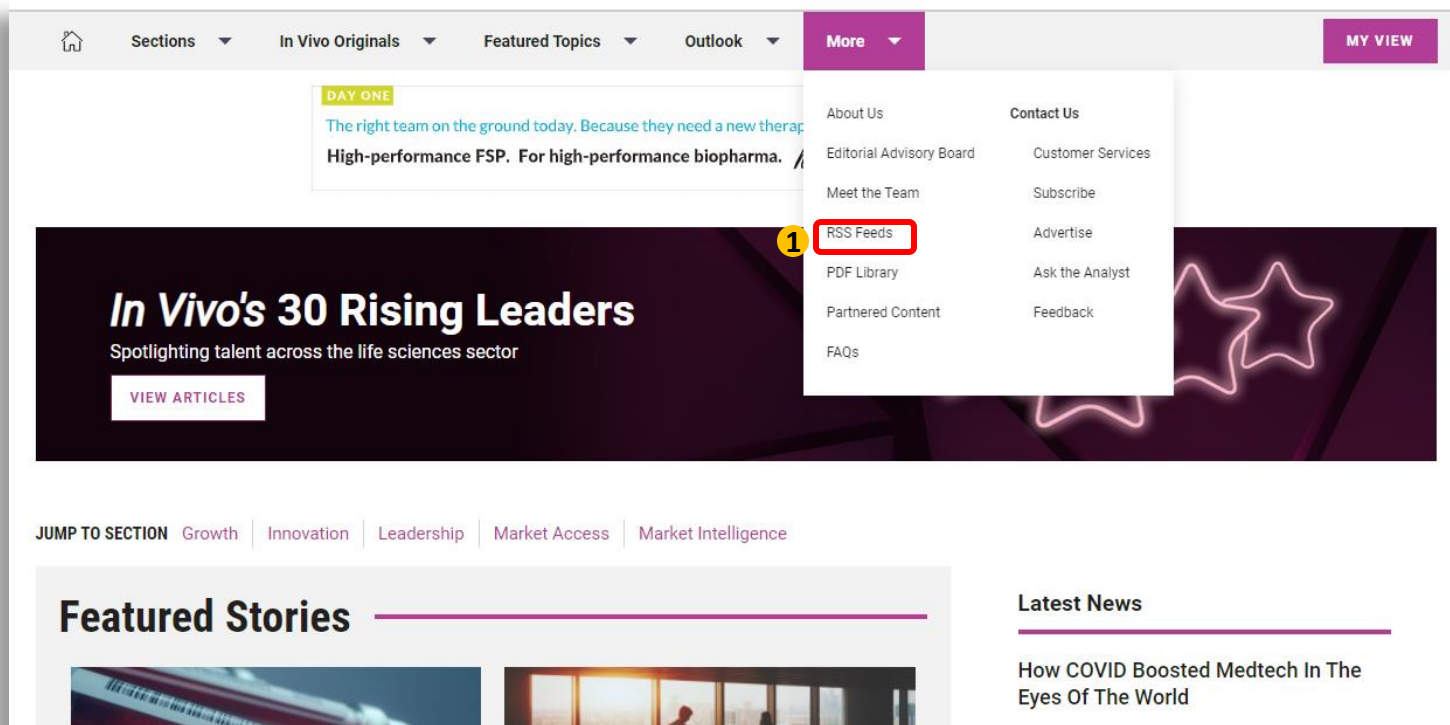 Sections
In Vivo Originals
Featured Topics
Outlook
More
MY VIEW
DAY ONE
The right team on the ground today. Because they need a new therap
High-performance FSP. For high-performance biopharma.
About Us
Editorial Advisory Board
Meet the Team
1
RSS Feeds
PDF Library
Partnered Content
FAQs
Contact Us
Customer Services
Subscribe
Advertise
Ask the Analyst
Feedback
In Vivo's 30 Rising Leaders
Spotlighting talent across the life sciences sector
VIEW ARTICLES
JUMP TO SECTION Growth Innovation Leadership Market Access Market Intelligence
Featured Stories
Latest News
How COVID Boosted Medtech In The
Eyes Of The World